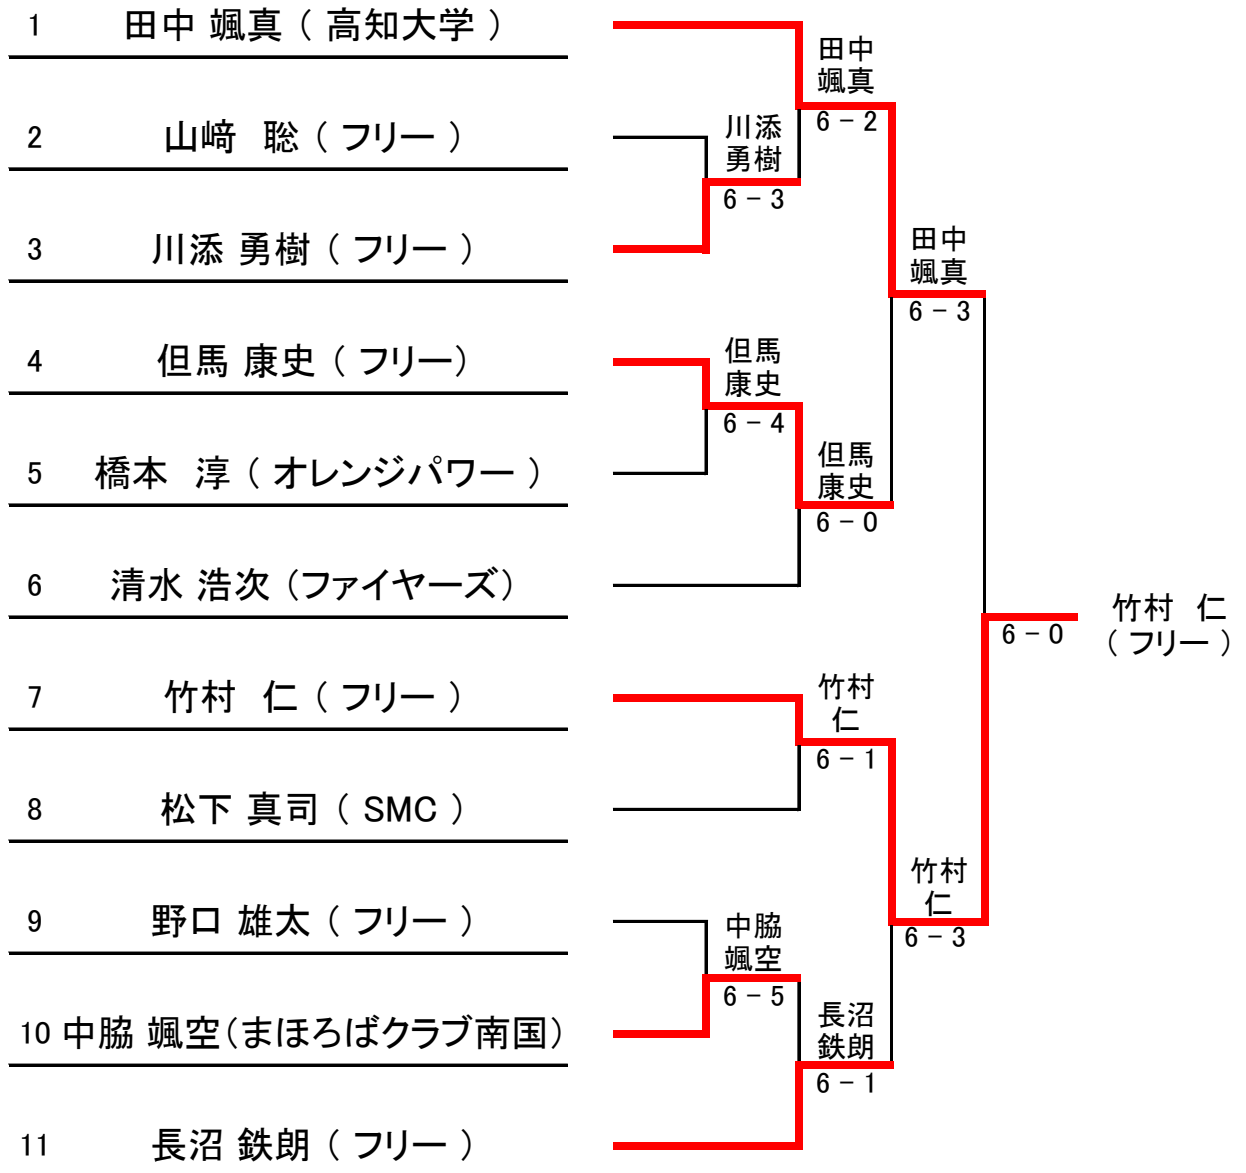 1 田中 颯真 ( 高知大学 )
2 山﨑 聡 ( フリー )
3 川添 勇樹 ( フリー )
4 但馬 康史 ( フリー)
5 橋本 淳 ( オレンジパワー )
6 清水 浩次 (ファイヤーズ)
7 竹村 仁 ( フリー )
8 松下 真司 ( SMC )
9 野口 雄太 ( フリー )
10 中脇 颯空(まほろばクラブ南国)
11 長沼 鉄朗 ( フリー )
川添
勇樹
6 - 3
但馬
康史
6 - 4
中脇
颯空
6 - 5
田中
颯真
6 - 2
但馬
康史
6 - 0
竹村
仁
6 - 1
長沼
鉄朗
6 - 1
田中
颯真
6 - 3
竹村
仁
6 - 3
6 - 0
竹村 仁
( フリー )